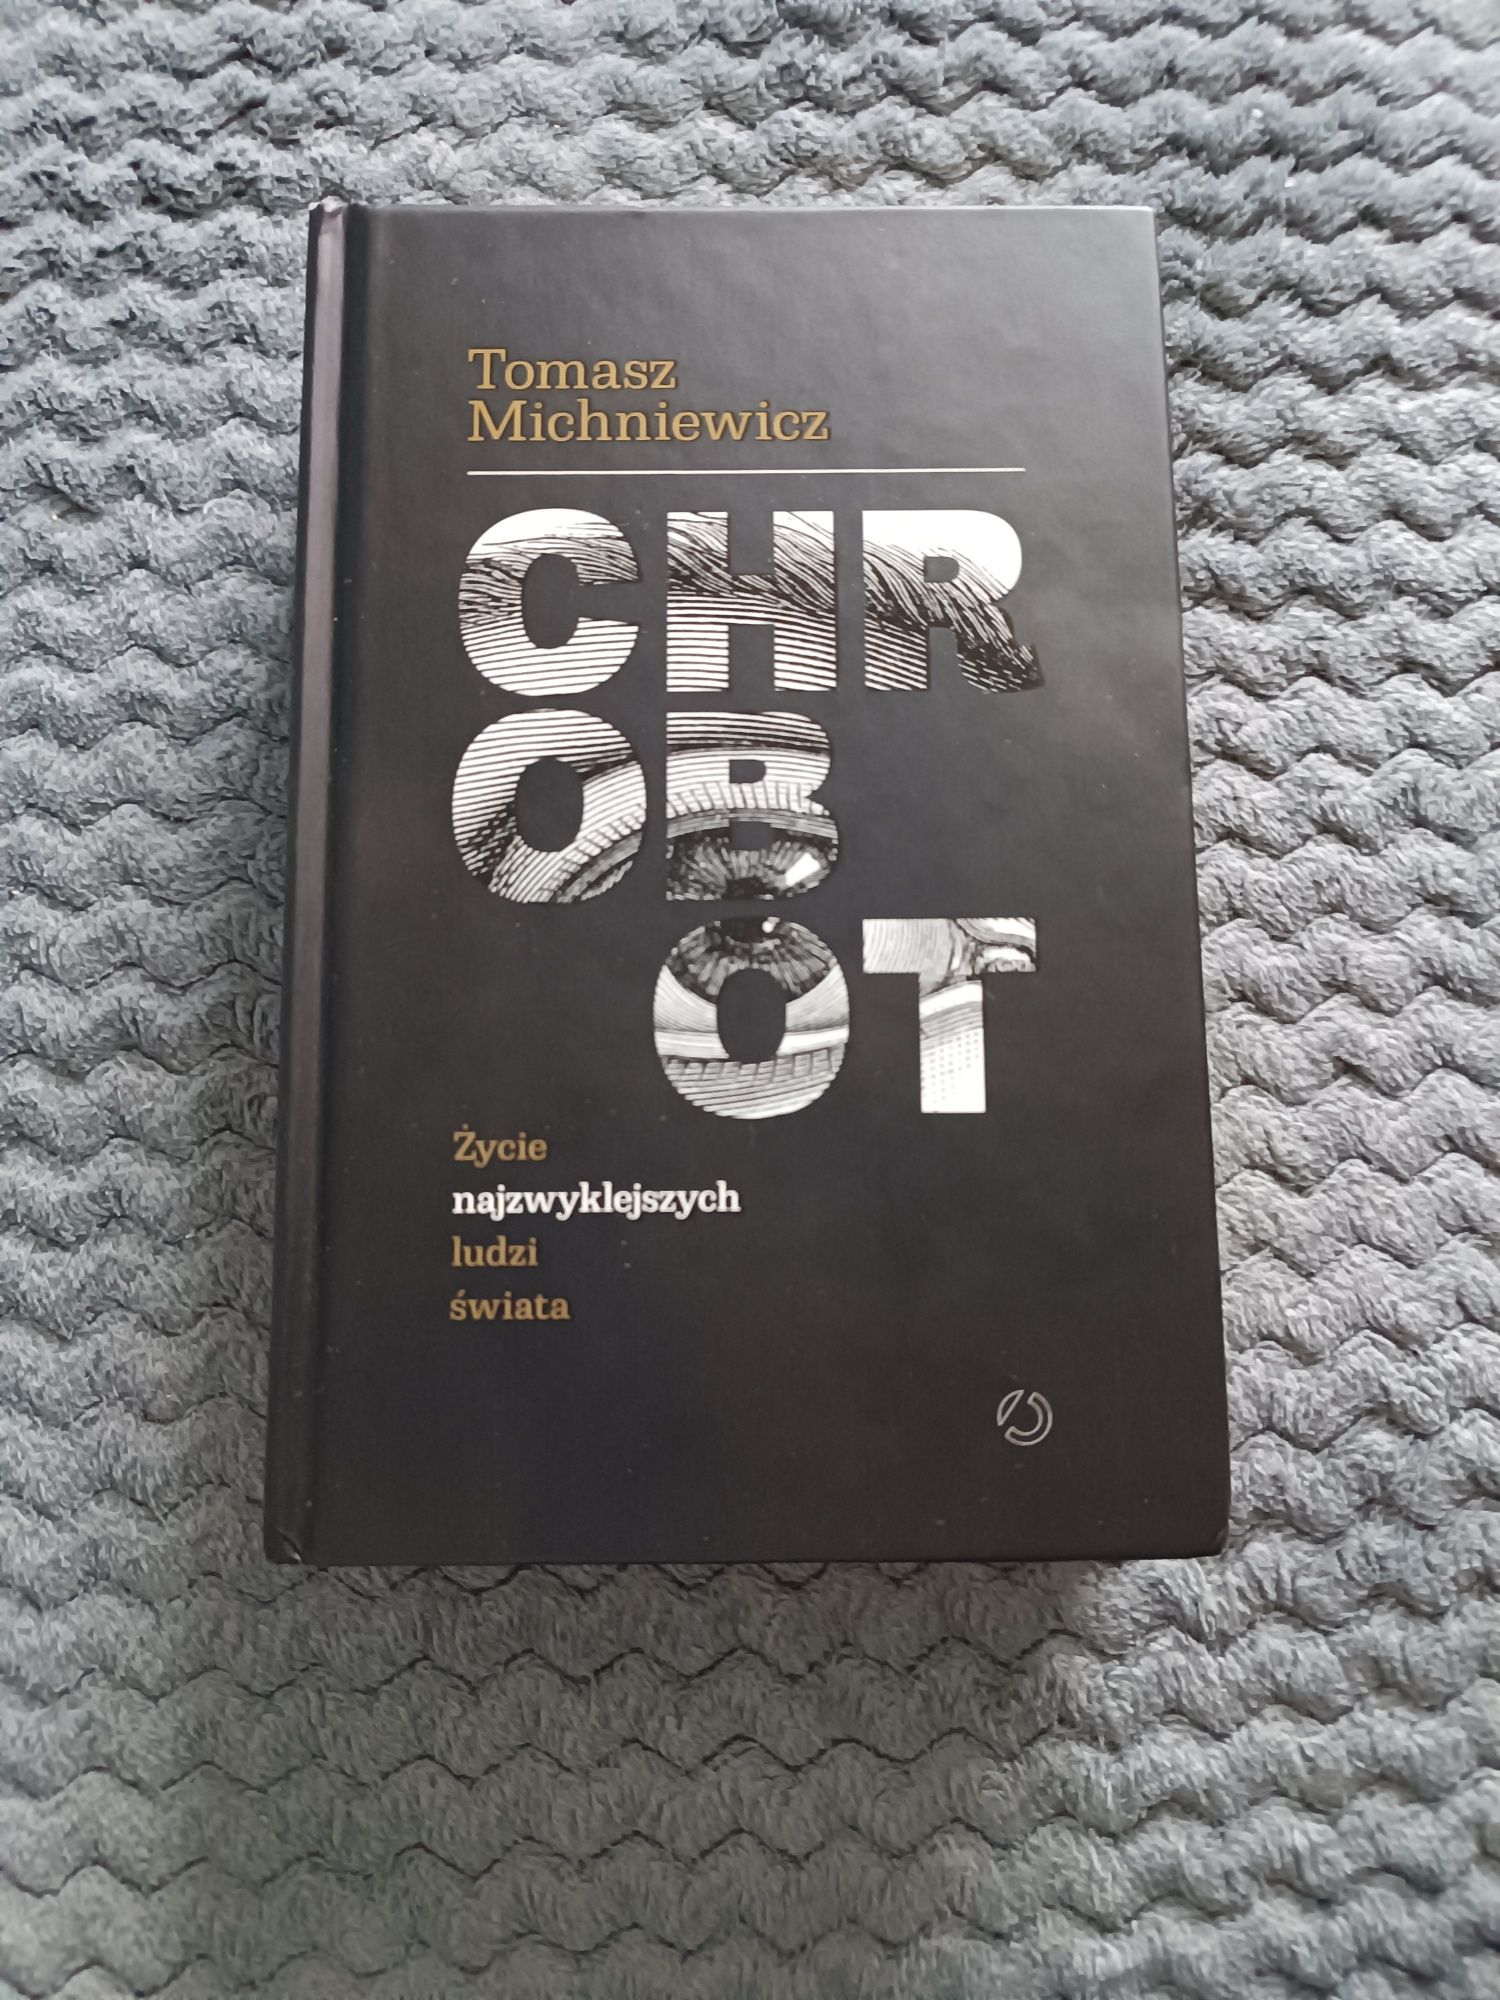 Tomasz
Michniewicz
CHR
OB
OT
Życie
najzwyklejszych
ludzi
świata